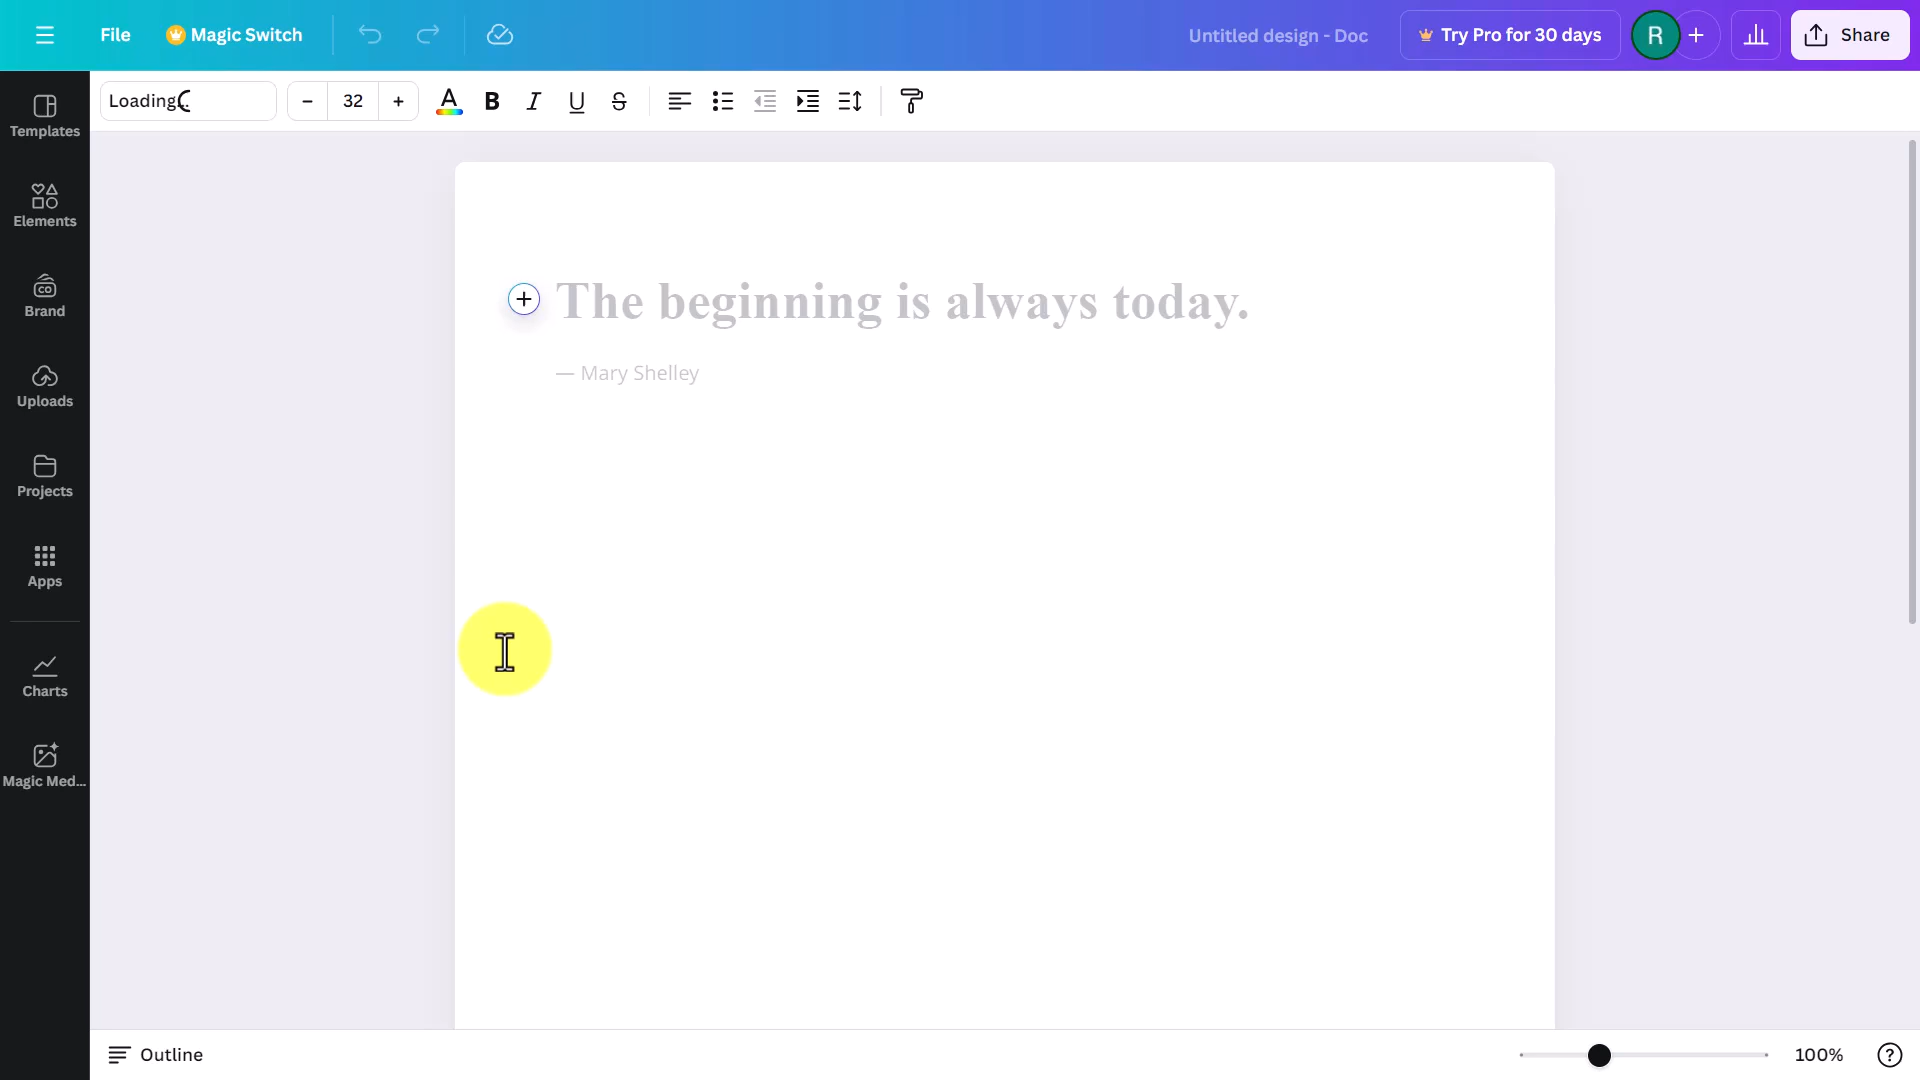 File
Magic Switch
Untitled design - Doc
Try Pro for 30 days
R
Share
Loading...
32
A
B
I
U
S
Templates
Elements
Brand
Uploads
Projects
Apps
Charts
Magic Med...
The beginning is always today.
— Mary Shelley
Outline
100%
?